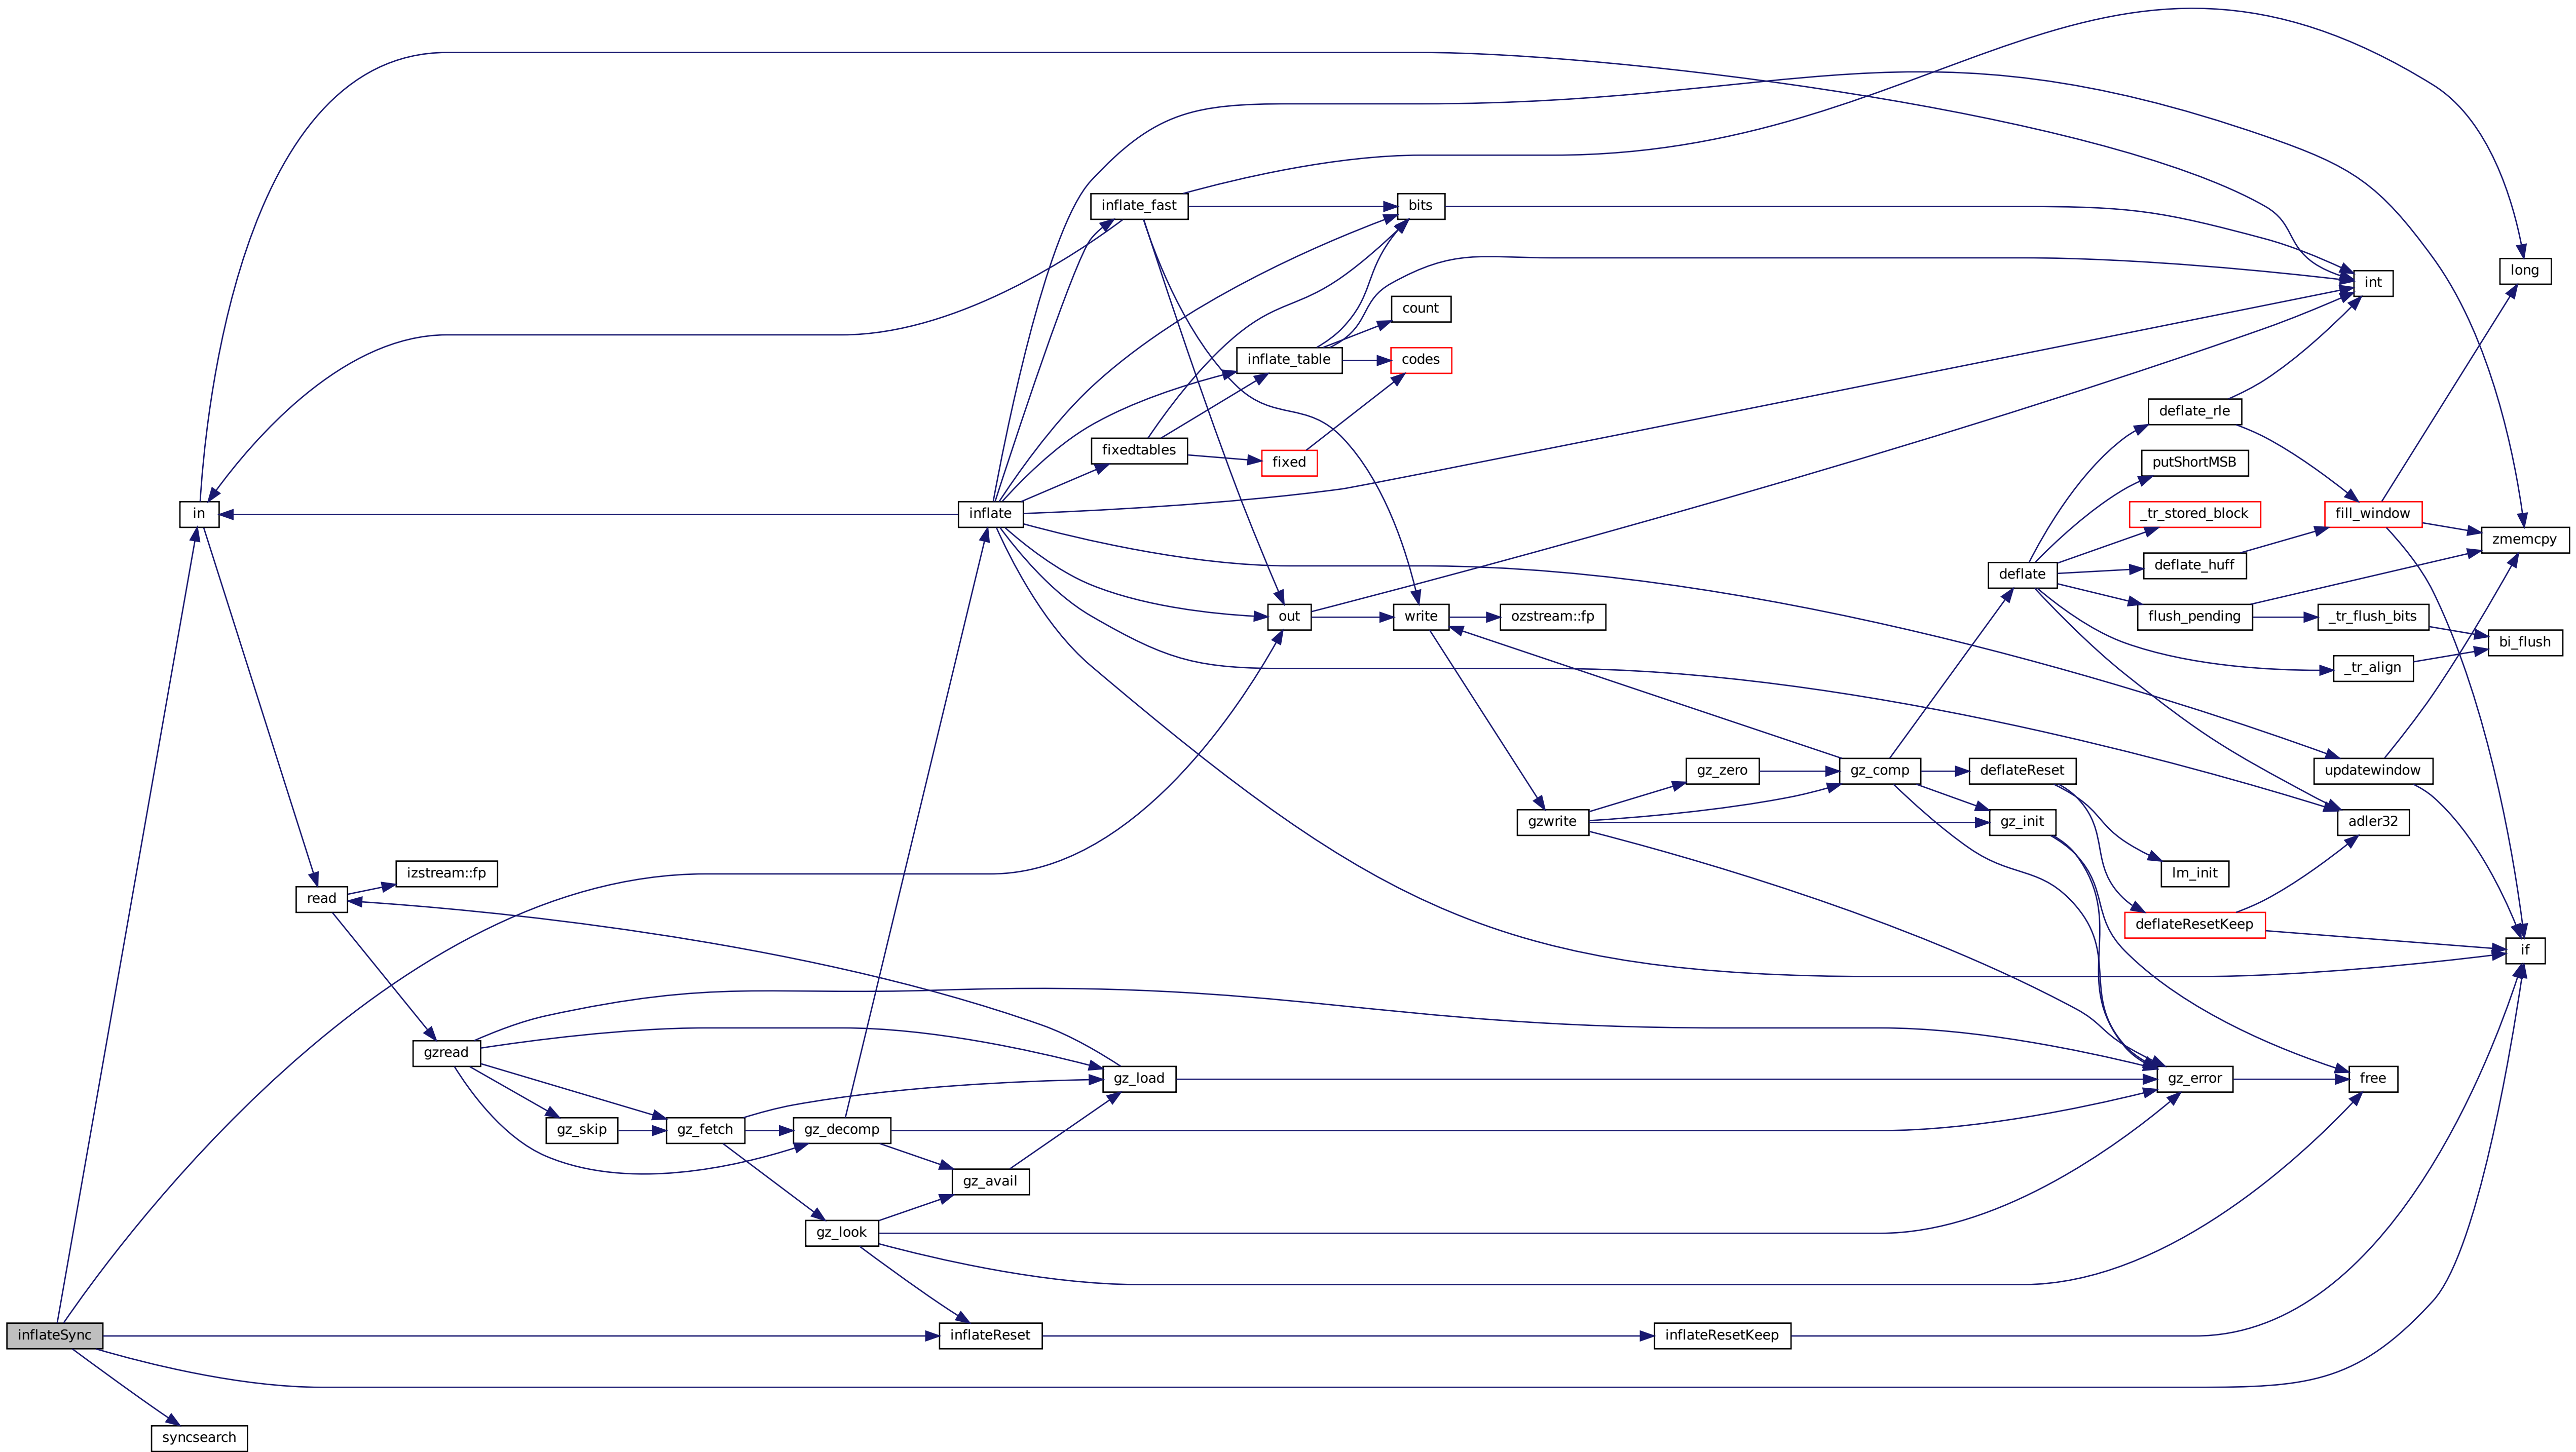 inflate_fast
bits
long
int
count
inflate_table
codes
deflate_rle
fixedtables
fixed
putShortMSB
in
inflate
_tr_stored_block
fill_window
zmemcpy
deflate
deflate_huff
out
write
ozstream::fp
flush_pending
_tr_flush_bits
bi_flush
_tr_align
gz_zero
gz_comp
deflateReset
updatewindow
gzwrite
gz_init
adler32
izstream::fp
lm_init
read
deflateResetKeep
if
gzread
gz_load
gz_error
free
gz_skip
gz_fetch
gz_decomp
gz_avail
gz_look
inflateSync
inflateReset
inflateResetKeep
syncsearch